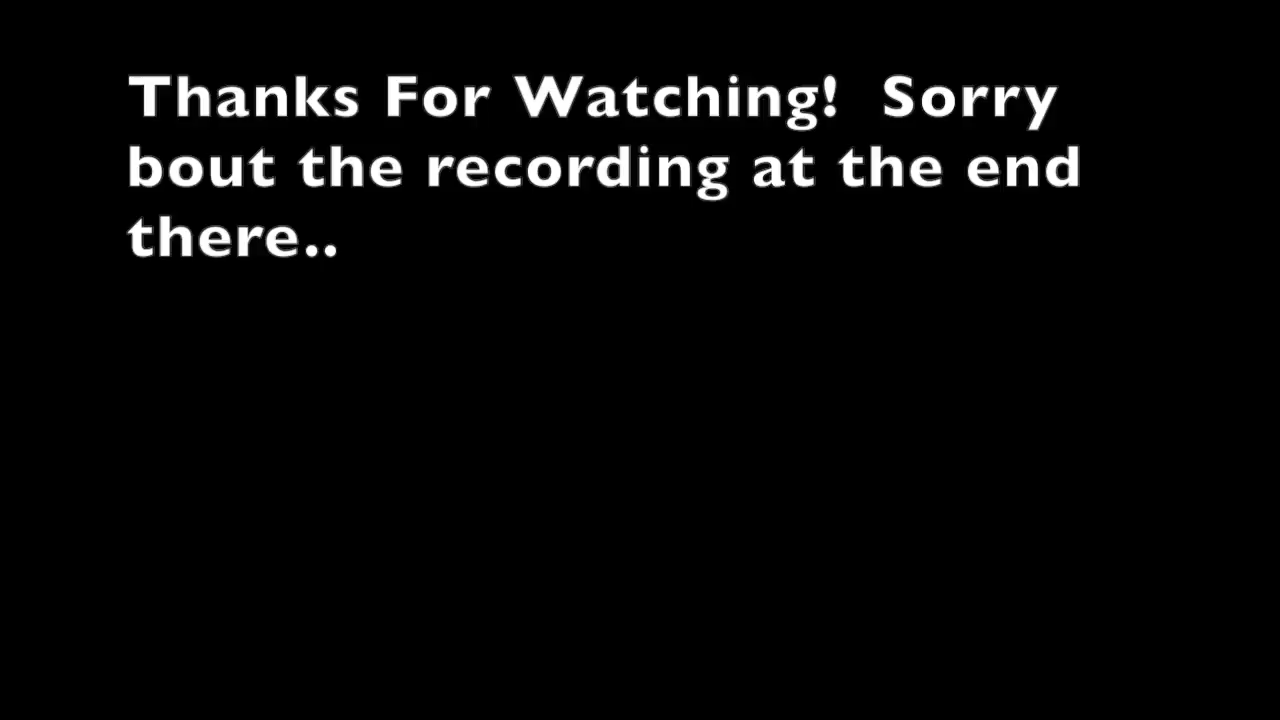 Thanks For Watching!  Sorry
bout the recording at the end
there..